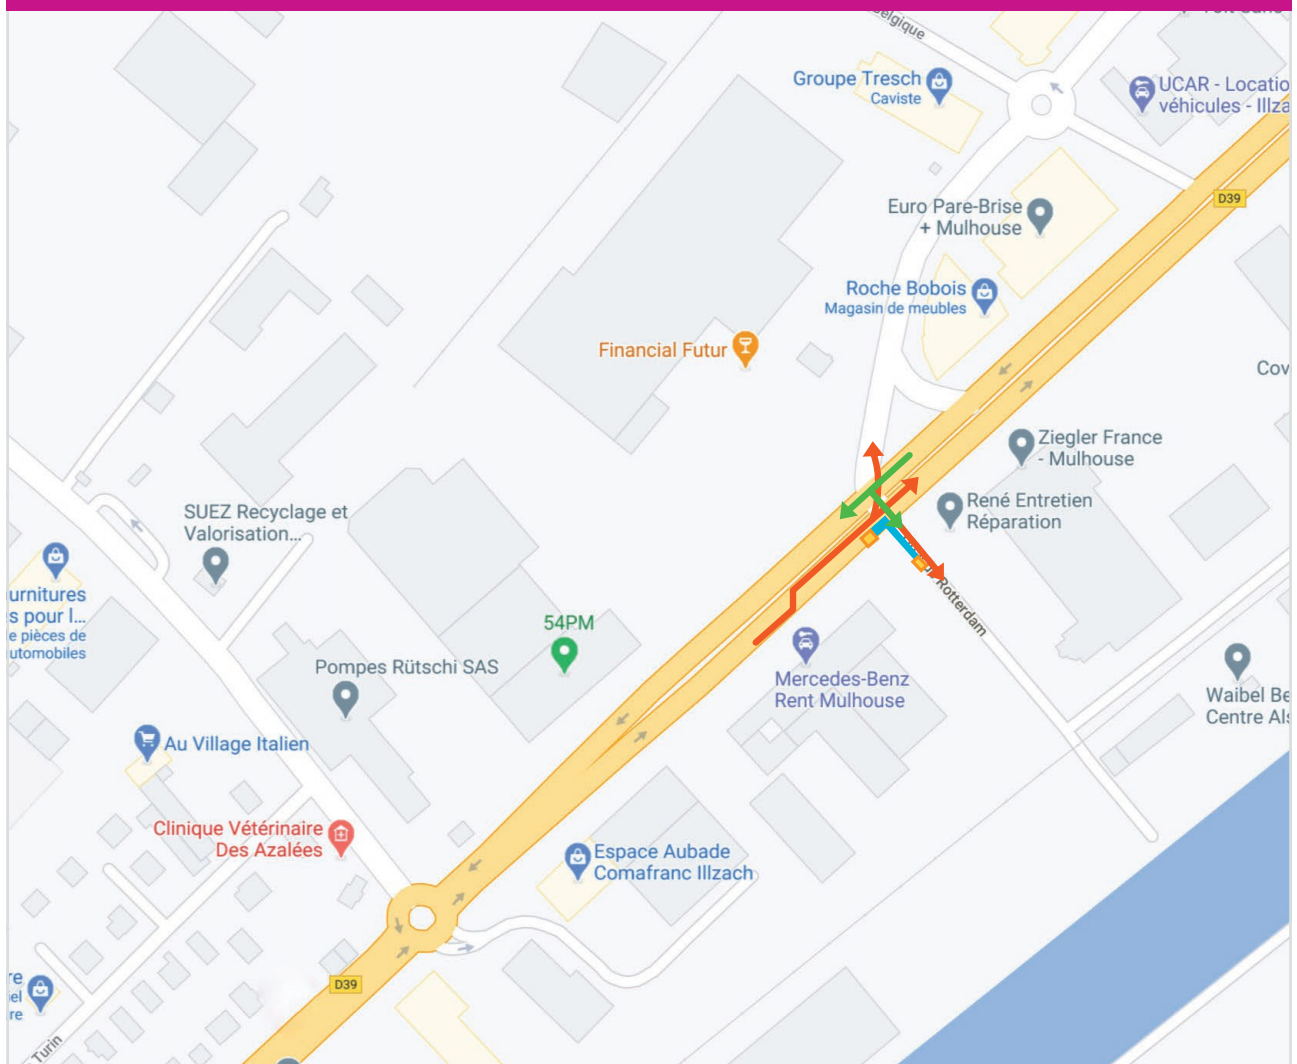 Groupe Tresch
Caviste
UCAR - Locatio
véhicules - Illza
D39
Euro Pare-Brise
+ Mulhouse
Roche Bobois
Magasin de meubles
Financial Futur
Cov
Ziegler France
- Mulhouse
René Entretien
Réparation
SUEZ Recyclage et
Valorisation...
Rotterdam
urnitures
s pour l...
e pièces de
utomobiles
54PM
Pompes Rütschi SAS
Mercedes-Benz
Rent Mulhouse
Waibel Be
Centre Als
Au Village Italien
Clinique Vétérinaire
Des Azalées
Espace Aubade
Comafranc Illzach
D39
re
iel
re
Turin